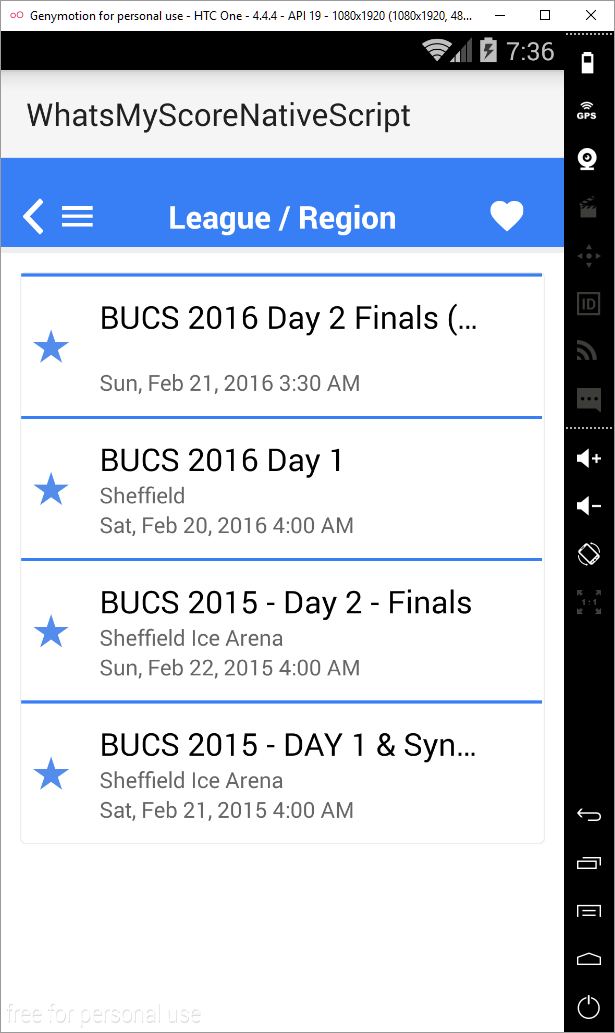 Genymotion for personal use - HTC One - 4.4.4 - API 19 - 1080x1920 (1080x1920, 48...
7:36
GPS
WhatsMyScoreNativeScript
League / Region
ID
BUCS 2016 Day 2 Finals (...
Sun, Feb 21, 2016 3:30 AM
BUCS 2016 Day 1
Sheffield
Sat, Feb 20, 2016 4:00 AM
BUCS 2015 - Day 2 - Finals
1:1
Sheffield Ice Arena
Sun, Feb 22, 2015 4:00 AM
BUCS 2015 - DAY 1 & Syn...
Sheffield Ice Arena
Sat, Feb 21, 2015 4:00 AM
free for personal use